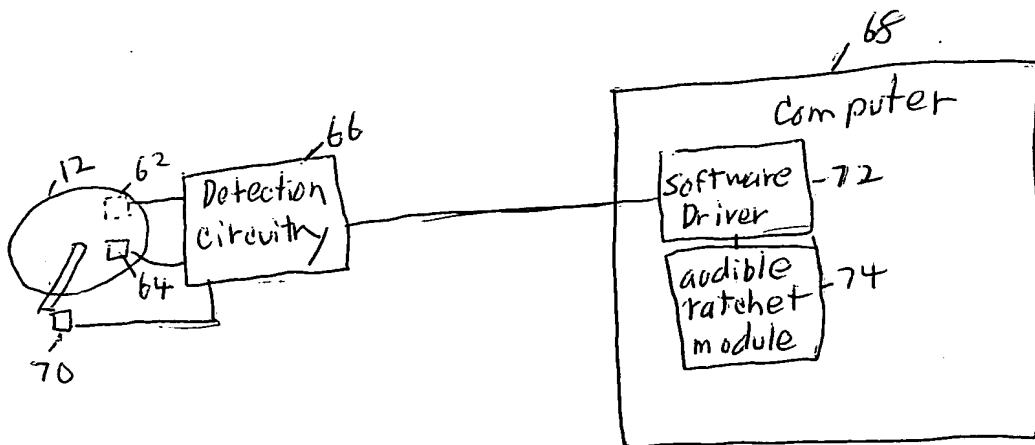 68
Computer
66
12
62
Detection
circuitry
Software
Driver
72
64
audible
ratchet
module
74
70